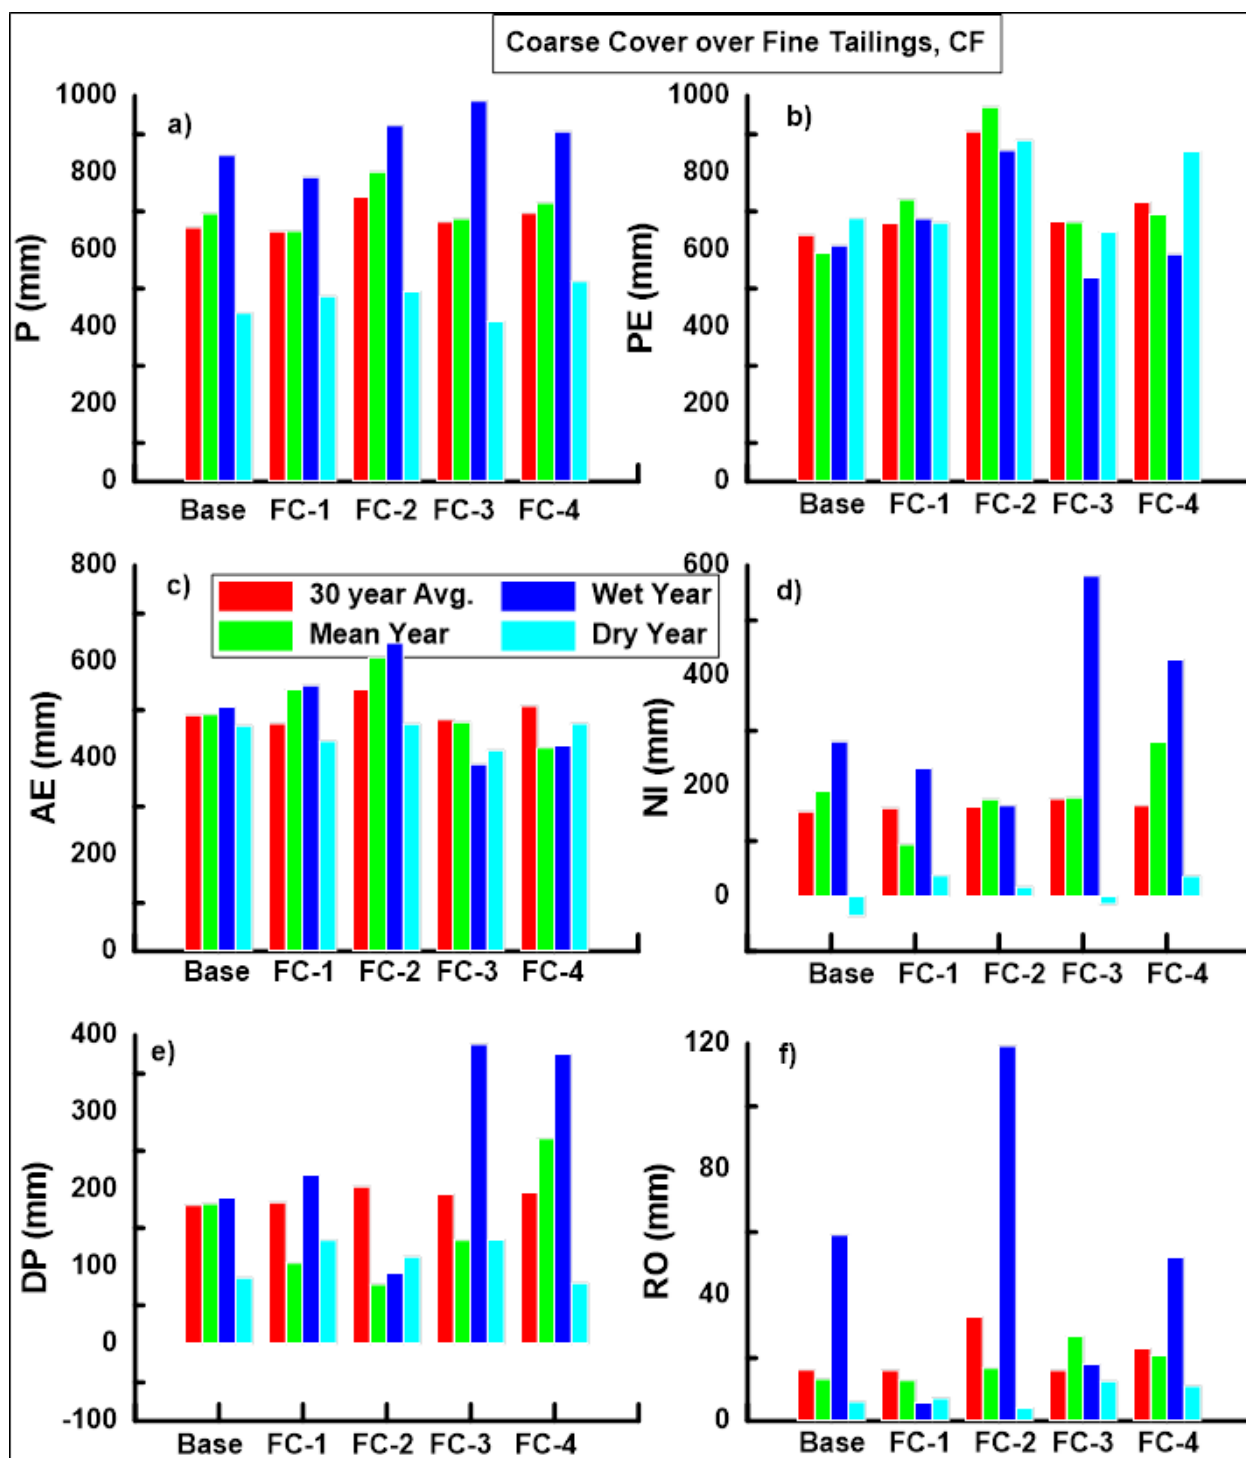 Coarse Cover over Fine Tailings, CF
a)
P (mm)
1000
800
600
400
200
0
Base FC-1 FC-2 FC-3 FC-4
b)
PE (mm)
1000
800
600
400
200
0
Base FC-1 FC-2 FC-3 FC-4
c)
AE (mm)
800
600
400
200
0
30 year Avg. Wet Year
Mean Year Dry Year
Base FC-1 FC-2 FC-3 FC-4
d)
NI (mm)
600
400
200
0
Base FC-1 FC-2 FC-3 FC-4
e)
DP (mm)
400
300
200
100
0
-100
Base FC-1 FC-2 FC-3 FC-4
f)
RO (mm)
120
80
40
0
Base FC-1 FC-2 FC-3 FC-4